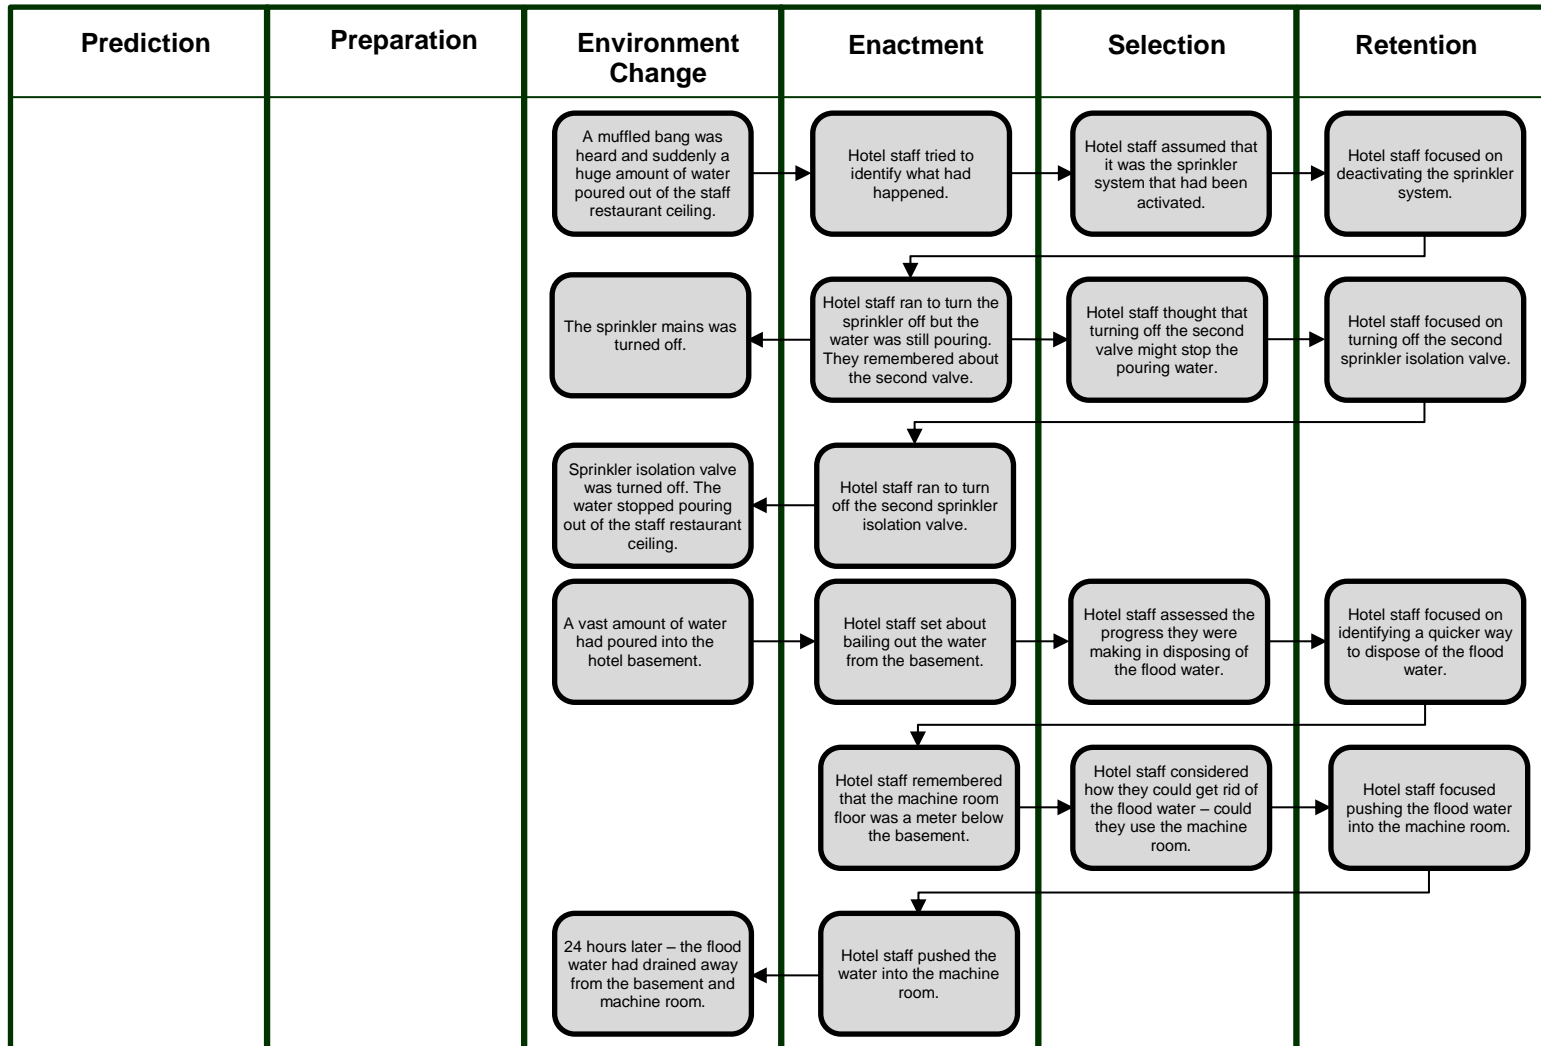 Prediction
Preparation
Environment
Change
Enactment
Selection
Retention
A muffled bang was
heard and suddenly a
huge amount of water
poured out of the staff
restaurant ceiling.
Hotel staff tried to
identify what had
happened.
Hotel staff assumed that
it was the sprinkler
system that had been
activated.
Hotel staff focused on
deactivating the sprinkler
system.
The sprinkler mains was
turned off.
Hotel staff ran to turn the
sprinkler off but the
water was still pouring.
They remembered about
the second valve.
Hotel staff thought that
turning off the second
valve might stop the
pouring water.
Hotel staff focused on
turning off the second
sprinkler isolation valve.
Sprinkler isolation valve
was turned off. The
water stopped pouring
out of the staff restaurant
ceiling.
Hotel staff ran to turn
off the second sprinkler
isolation valve.
A vast amount of water
had poured into the
hotel basement.
Hotel staff set about
bailing out the water
from the basement.
Hotel staff assessed the
progress they were
making in disposing of
the flood water.
Hotel staff focused on
identifying a quicker way
to dispose of the flood
water.
Hotel staff remembered
that the machine room
floor was a meter below
the basement.
Hotel staff considered
how they could get rid of
the flood water – could
they use the machine
room.
Hotel staff focused
pushing the flood water
into the machine room.
24 hours later – the flood
water had drained away
from the basement and
machine room.
Hotel staff pushed the
water into the machine
room.